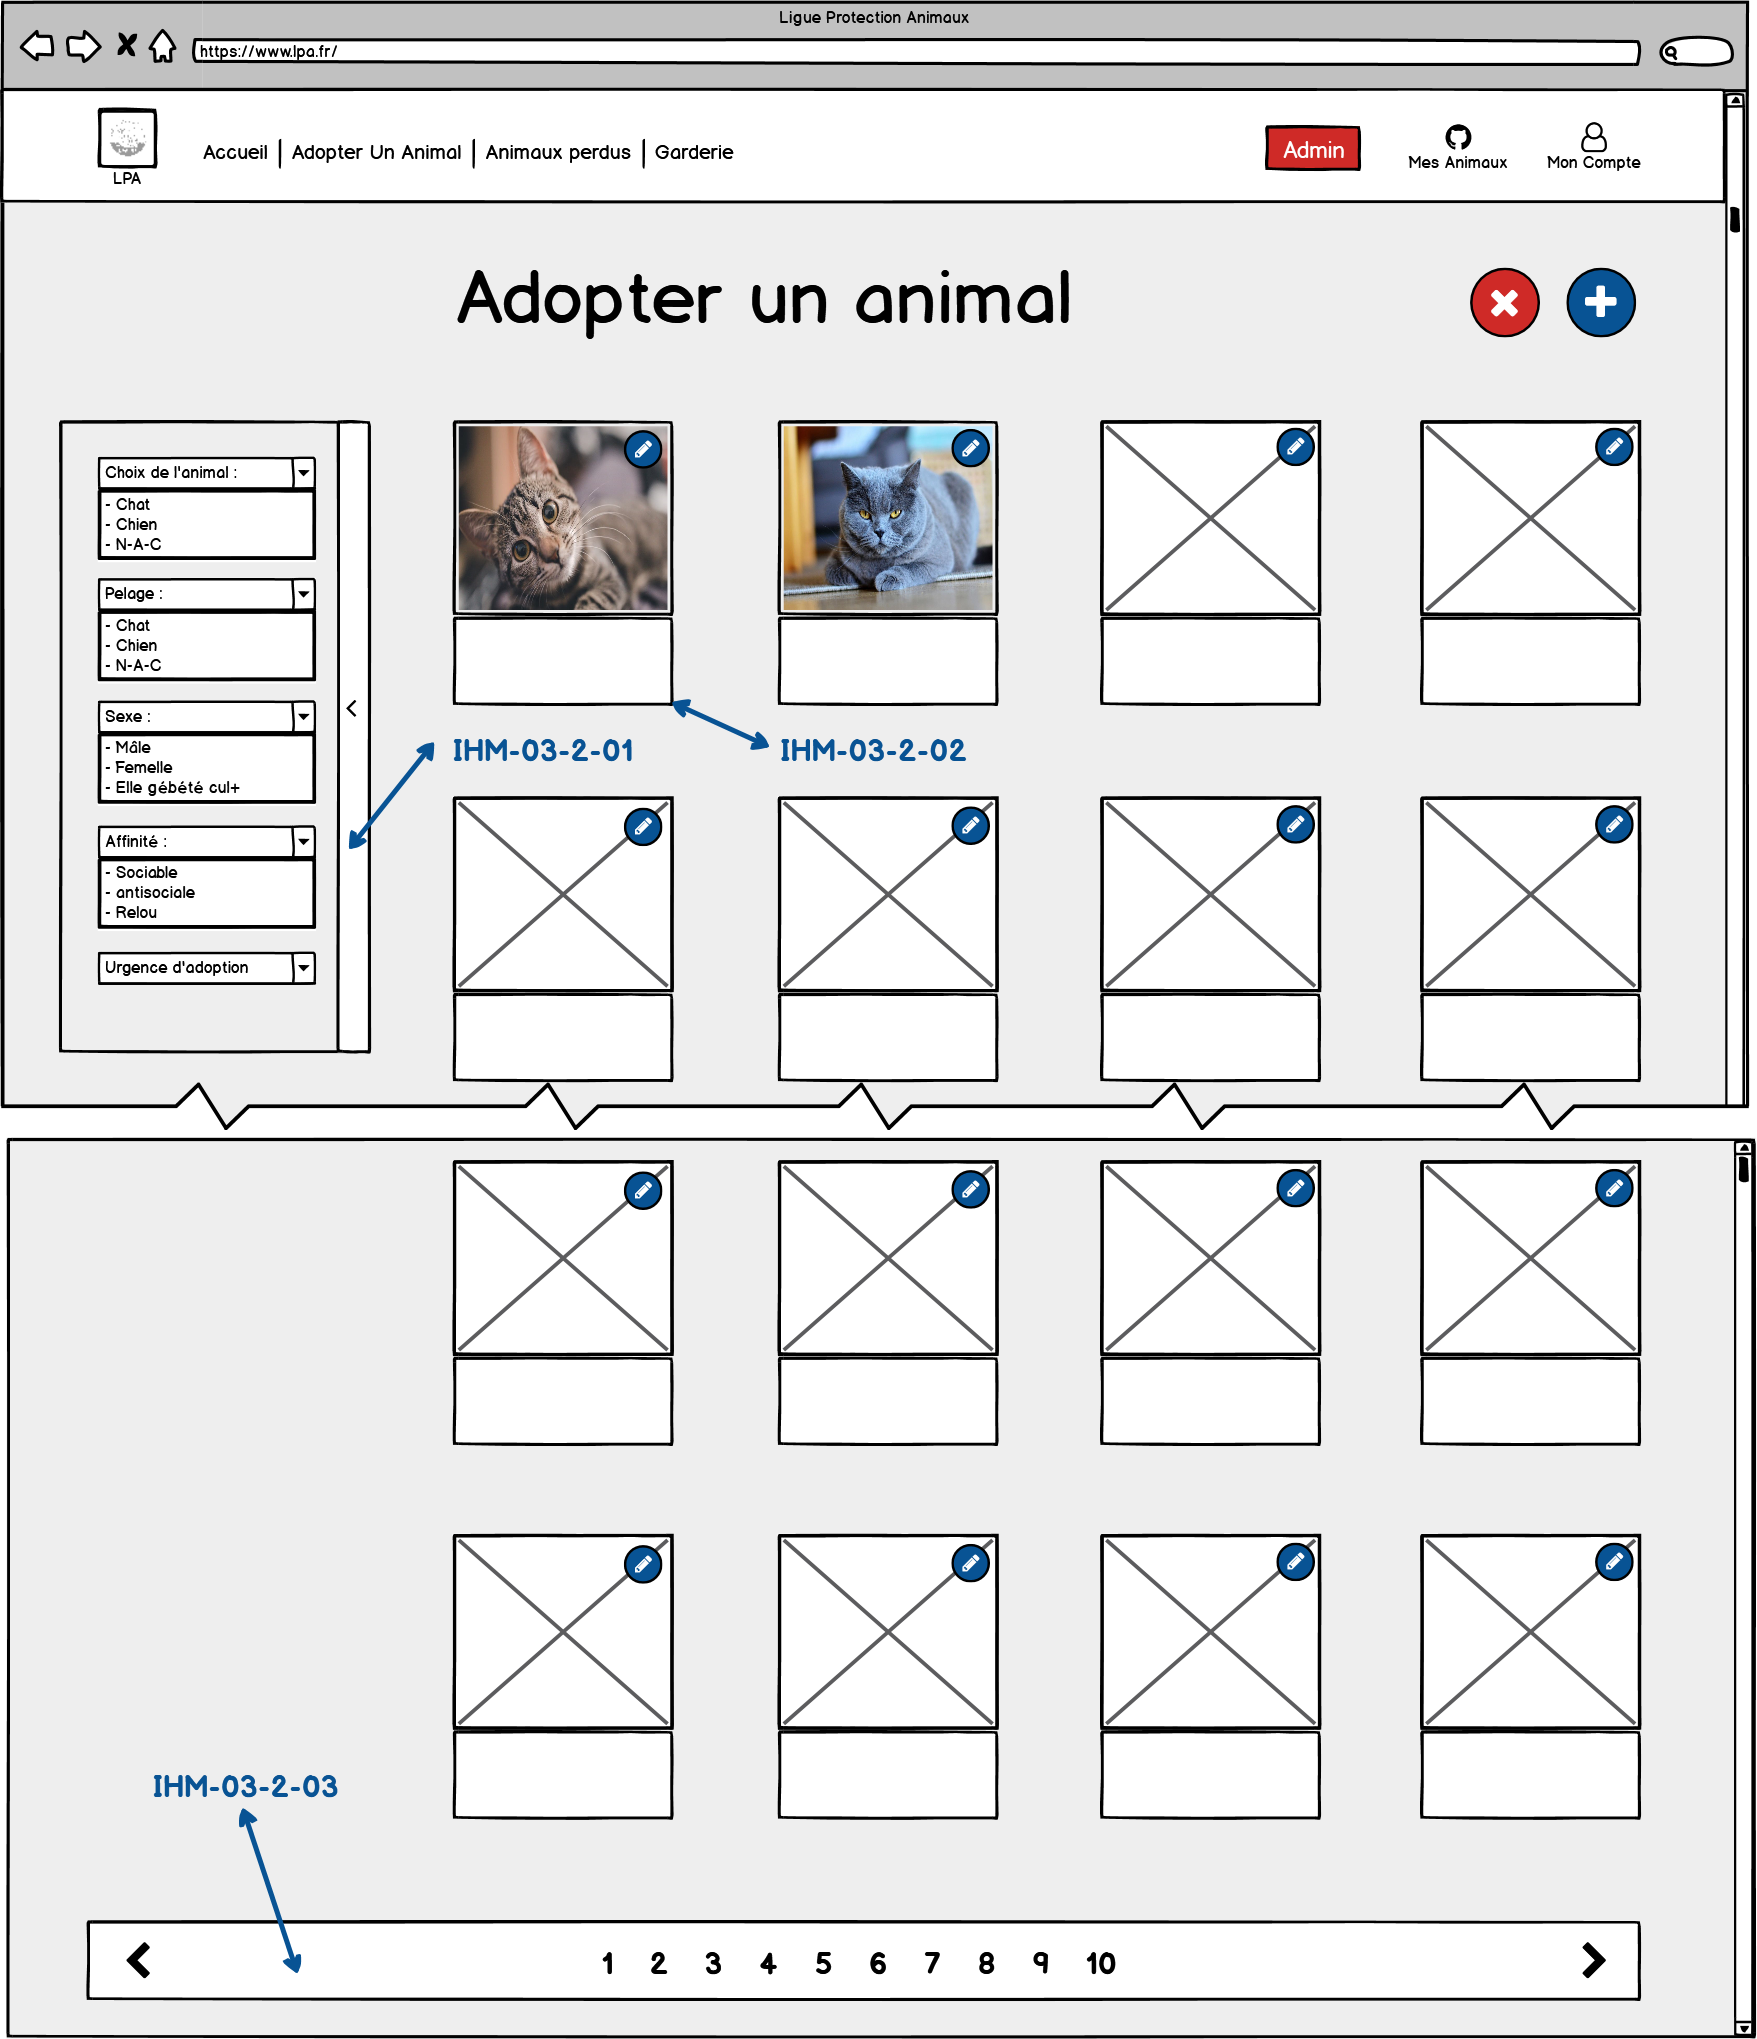 Ligue Protection Animaux
https://www.lpa.fr/
LPA
Accueil | Adopter Un Animal | Animaux perdus | Garderie
Admin
Mes Animaux
Mon Compte
Adopter un animal
Choix de l'animal :
- Chat
- Chien
- N-A-C
Pelage :
- Chat
- Chien
- N-A-C
Sexe :
- Mâle
- Femelle
- Elle gébété cul+
Affinité :
- Sociable
- antisociale
- Relou
Urgence d'adoption
IHM-03-2-01
IHM-03-2-02
IHM-03-2-03
1 2 3 4 5 6 7 8 9 10